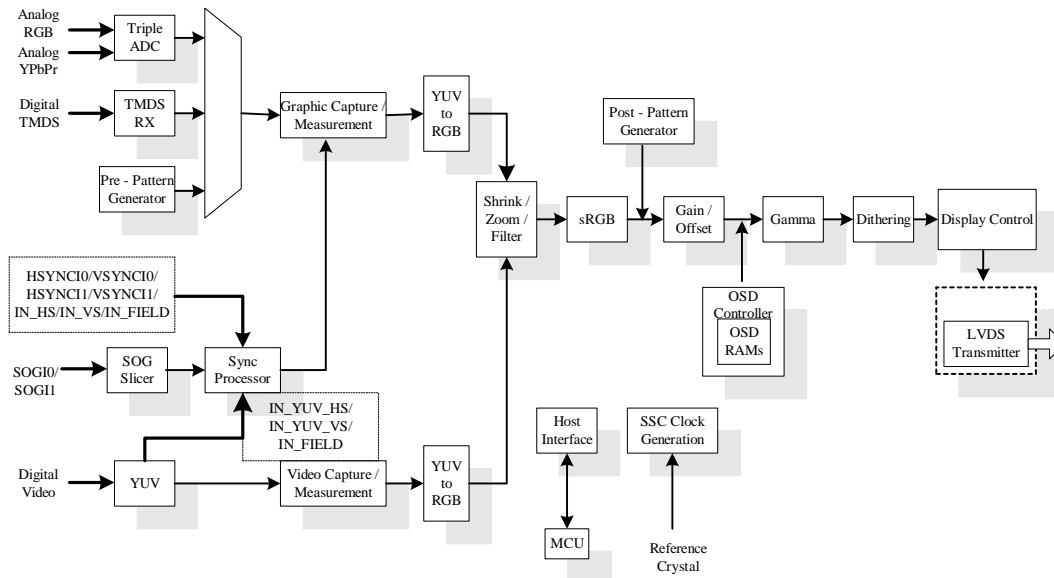 Analog
RGB
Analog
YPbPr
Triple
ADC
Digital
TMDS
TMDS
RX
Pre - Pattern
Generator
Graphic Capture /
Measurement
YUV
to
RGB
Post - Pattern
Generator
Shrink /
Zoom /
Filter
sRGB
Gain /
Offset
Gamma
Dithering
Display Control
HSYNCI0/VSYNCI0/
HSYNCI1/VSYNCI1/
IN_HS/IN_VS/IN_FIELD
OSD
Controller
OSD
RAMs
LVDS
Transmitter
SOGI0/
SOGI1
SOG
Slicer
Sync
Processor
IN_YUV_HS/
IN_YUV_VS/
IN_FIELD
Host
Interface
SSC Clock
Generation
Digital
Video
YUV
Video Capture /
Measurement
YUV
to
RGB
MCU
Reference
Crystal